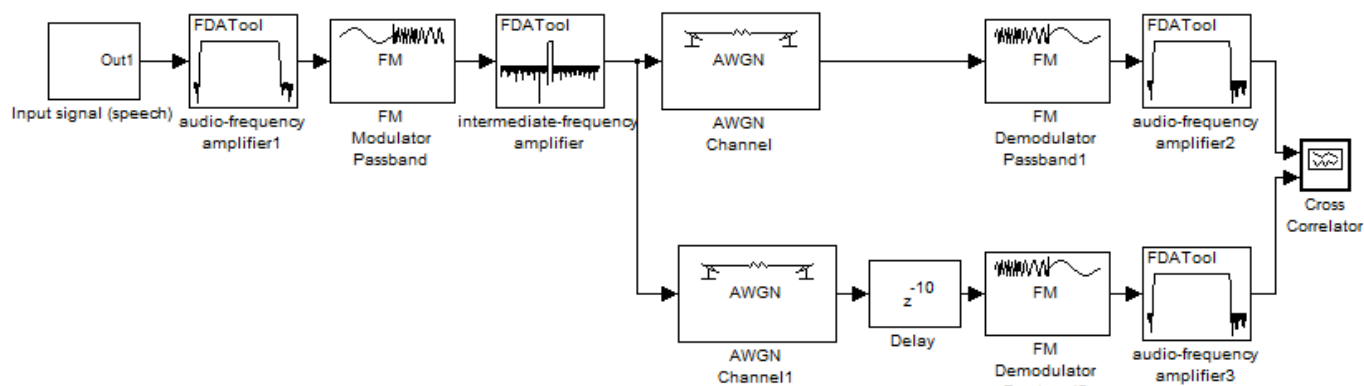 Out1
Input signal (speech)
FDATool
audio-frequency
amplifier1
FM
FM
Modulator
Passband
FDATool
intermediate-frequency
amplifier
AWGN
AWGN
Channel
FM
FM
Demodulator
Passband1
FDATool
audio-frequency
amplifier2
Cross
Correlator
AWGN
AWGN
Channel1
z-10
Delay
FM
FM
Demodulator
FDATool
audio-frequency
amplifier3